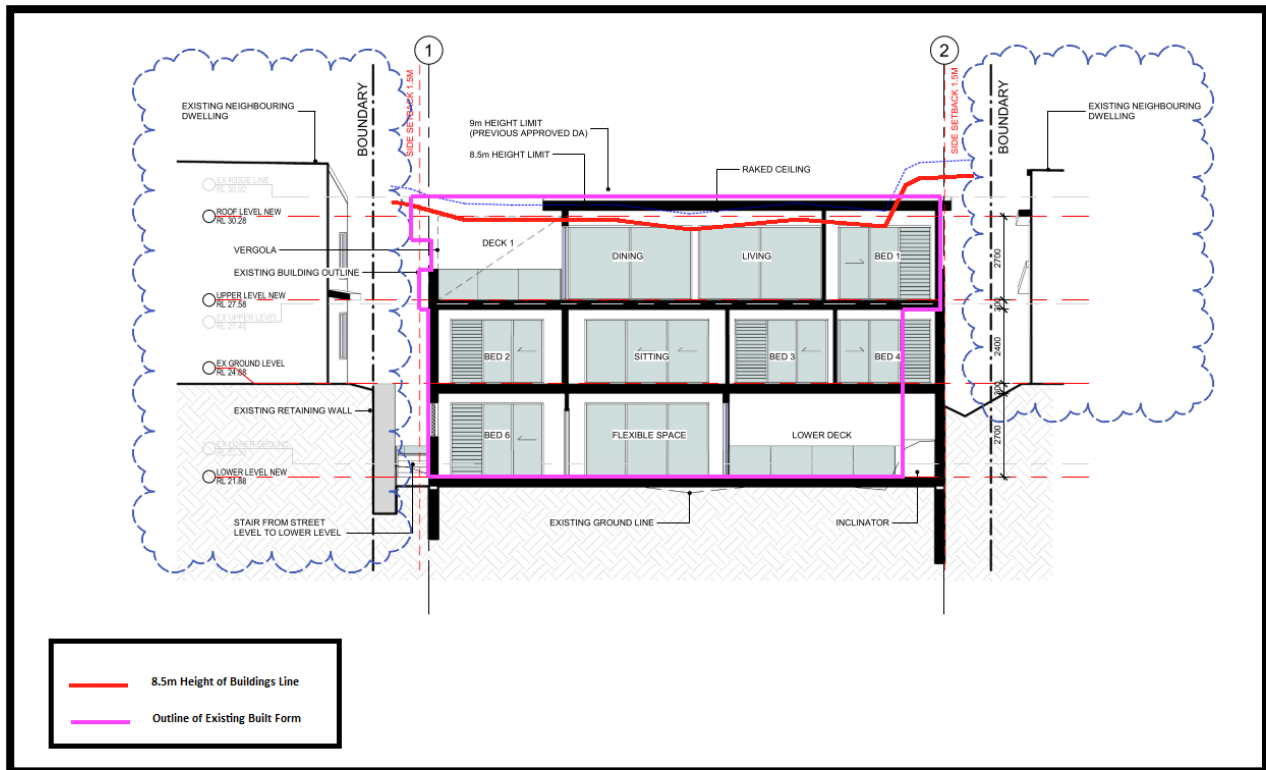 1
2
EXISTING NEIGHBOURING
DWELLING
BOUNDARY
SIDE SETBACK 1.5M
9m HEIGHT LIMIT
(PREVIOUS APPROVED DA)
8.5m HEIGHT LIMIT
RAKED CEILING
SIDE SETBACK 1.5M
BOUNDARY
EXISTING NEIGHBOURING
DWELLING
EX RIDGE LINE
RL 30.92
ROOF LEVEL NEW
RL 30.28
VERGOLA
EXISTING BUILDING OUTLINE
UPPER LEVEL NEW
RL 27.58
EX UPPER LEVEL
RL 27.46
EX GROUND LEVEL
RL 24.88
EXISTING RETAINING WALL
EX LOWER GROUND
RL 22.30
LOWER LEVEL NEW
RL 21.88
STAIR FROM STREET
LEVEL TO LOWER LEVEL
DECK 1
DINING
LIVING
BED 1
BED 2
SITTING
BED 3
BED 4
BED 6
FLEXIBLE SPACE
LOWER DECK
EXISTING GROUND LINE
INCLINATOR
2700
300
2400
300
2700
8.5m Height of Buildings Line
Outline of Existing Built Form